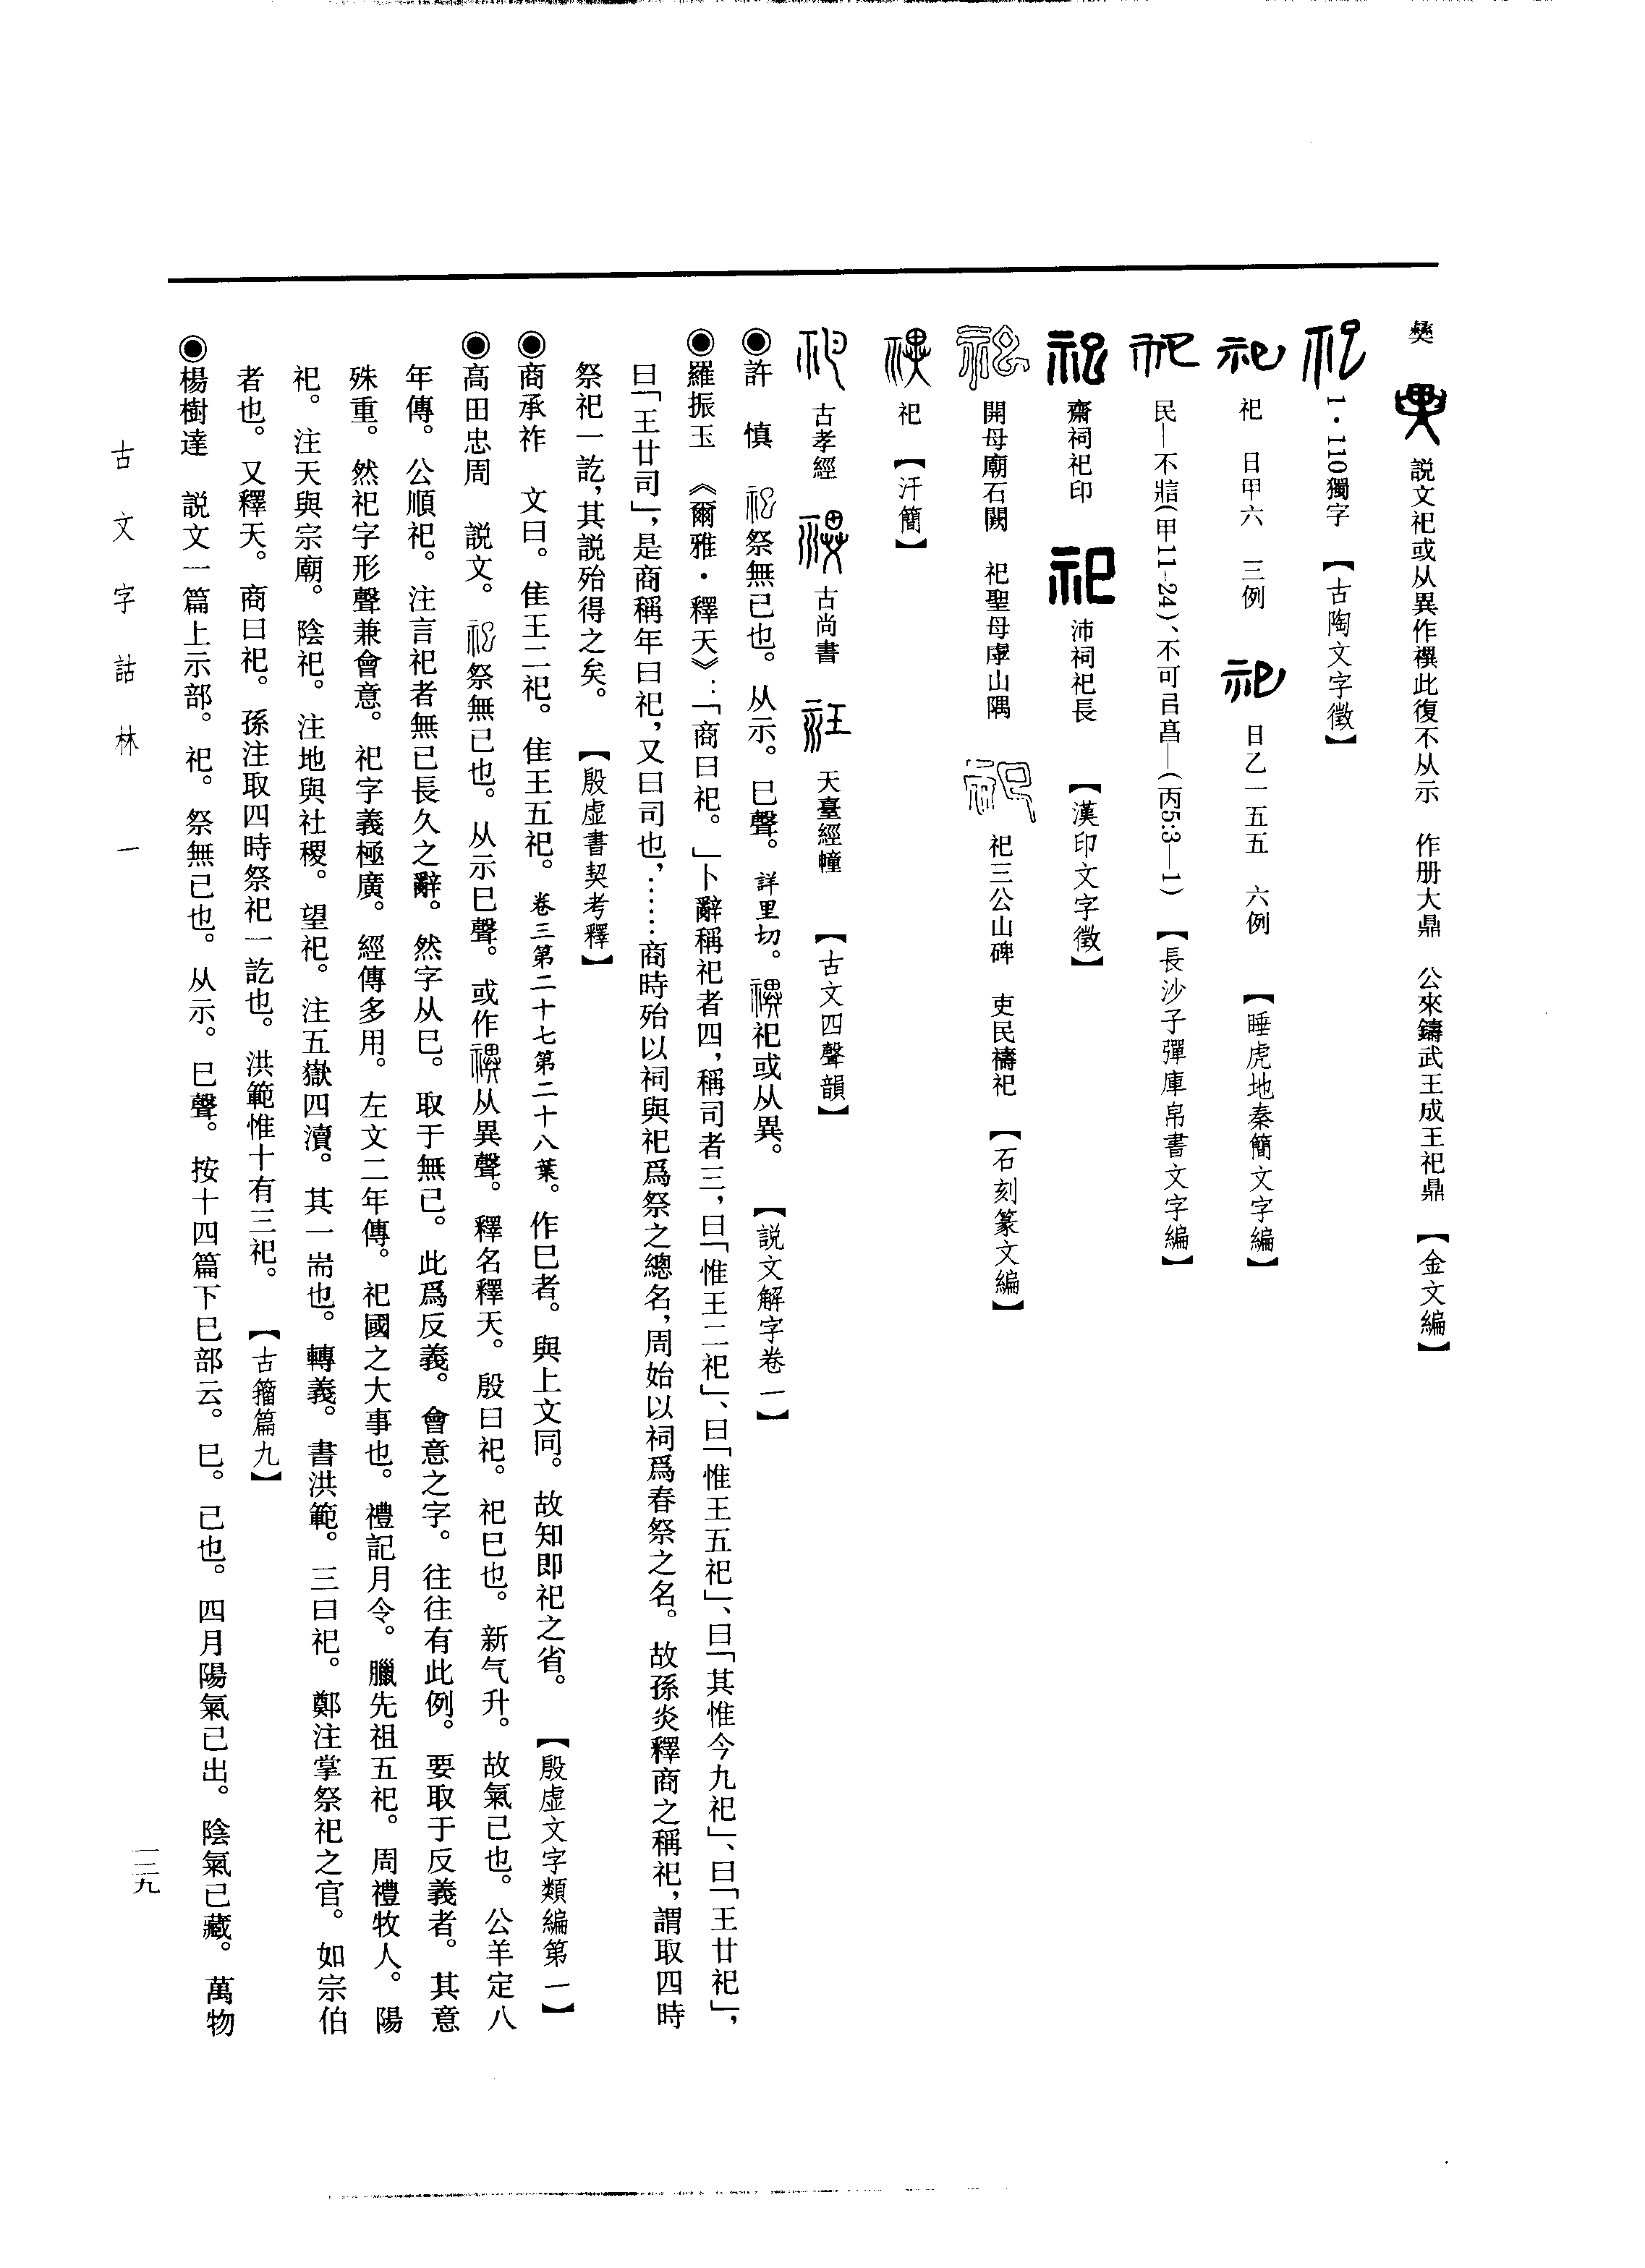 彝 説文祀或从異作禩此復不从示 作册大鼎 公來鑄武王成王祀鼎 【金文編】
1・110獨字 【古陶文字徵】
祀 日甲六 三例 日乙一五五 六例 【睡虎地秦簡文字編】
民—不㾓(甲11-24)、不可㠯㐭—(丙5:3—1) 【長沙子彈庫帛書文字編】
齋祠祀印 沛祠祀長 【漢印文字徵】
開母廟石闕 祀聖母虖山隅 祀三公山碑 吏民禱祀 【石刻篆文編】
祀 【汗簡】
古孝經 古尚書 天臺經幢 【古文四聲韻】
◉許 慎 祀祭無已也。从示。巳聲。詳里切。禩祀或从異。 【説文解字卷一】
◉羅振玉 《爾雅・釋天》:「商曰祀。」卜辭稱祀者四,稱司者三,曰「惟王二祀」、曰「惟王五祀」、曰「其惟今九祀」、曰「王廿祀」,
曰「王廿司」,是商稱年曰祀,又曰司也,……商時殆以祠與祀爲祭之總名,周始以祠爲春祭之名。故孫炎釋商之稱祀,謂取四時
祭祀一訖,其説殆得之矣。 【殷虛書契考釋】
◉商承祚 文曰。隹王二祀。隹王五祀。卷三第二十七第二十八葉。作巳者。與上文同。故知即祀之省。 【殷虛文字類編第一】
◉高田忠周 説文。祀祭無已也。从示巳聲。或作禩从異聲。釋名釋天。殷曰祀。祀巳也。新气升。故氣已也。公羊定八
年傳。公順祀。注言祀者無已長久之辭。然字从巳。取于無已。此爲反義。會意之字。往往有此例。要取于反義者。其意
殊重。然祀字形聲兼會意。祀字義極廣。經傳多用。左文二年傳。祀國之大事也。禮記月令。臘先祖五祀。周禮牧人。陽
祀。注天與宗廟。陰祀。注地與社稷。望祀。注五嶽四瀆。其一耑也。轉義。書洪範。三曰祀。鄭注掌祭祀之官。如宗伯
者也。又釋天。商曰祀。孫注取四時祭祀一訖也。洪範惟十有三祀。 【古籀篇九】
◉楊樹達 説文一篇上示部。祀。祭無已也。从示。巳聲。按十四篇下巳部云。巳。已也。四月陽氣已出。陰氣已藏。萬物
古文字詁林 一
一二九